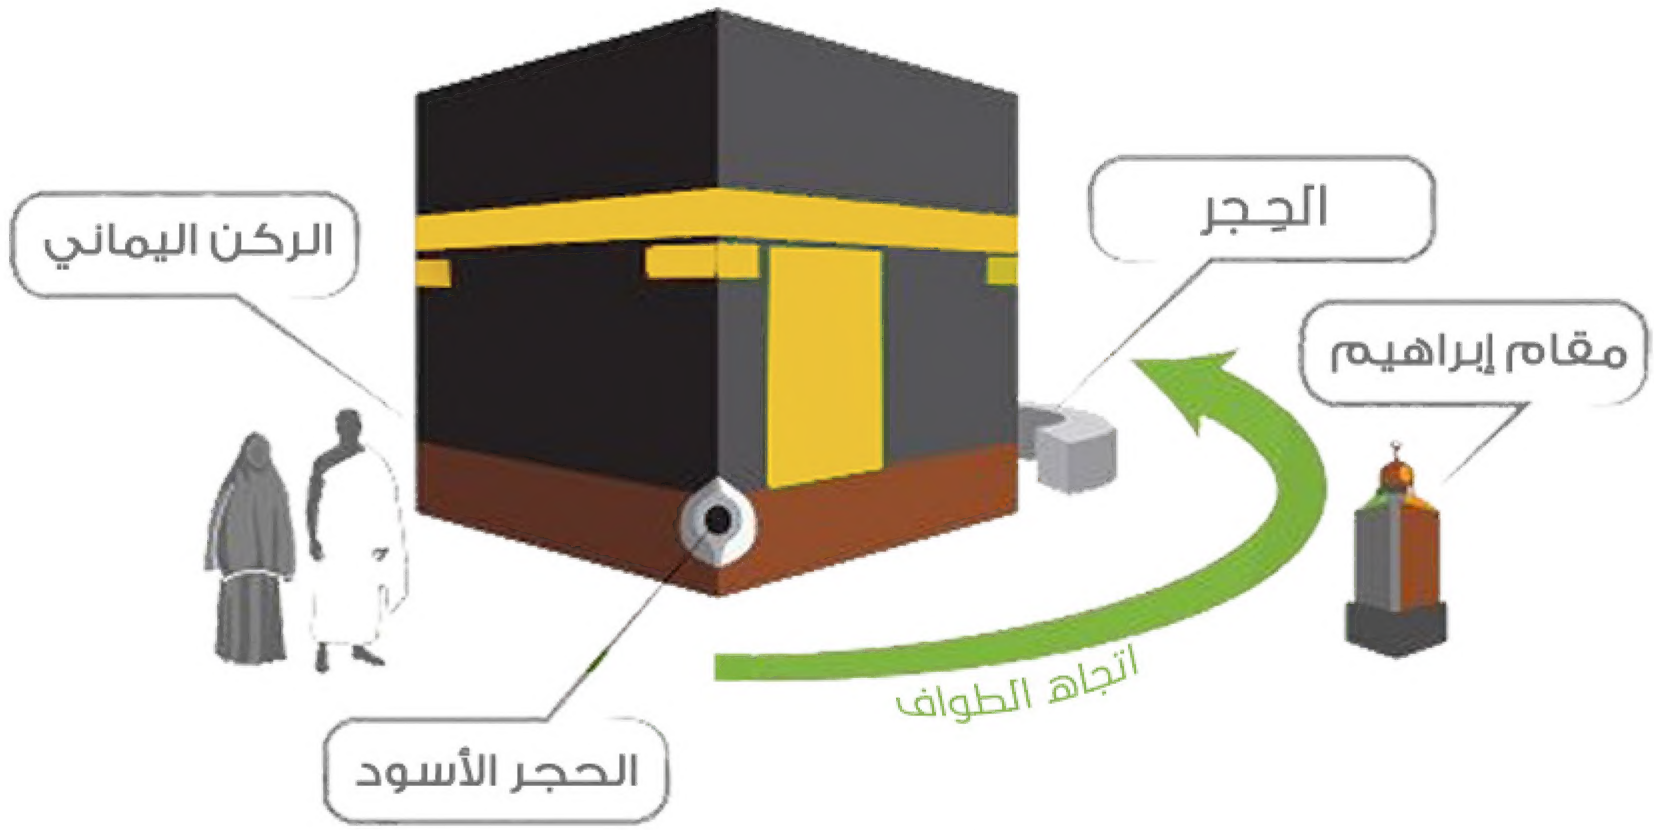 الحِجر
الركن اليماني
مقام إبراهيم
اتجاه الطواف
الحجر الأسود